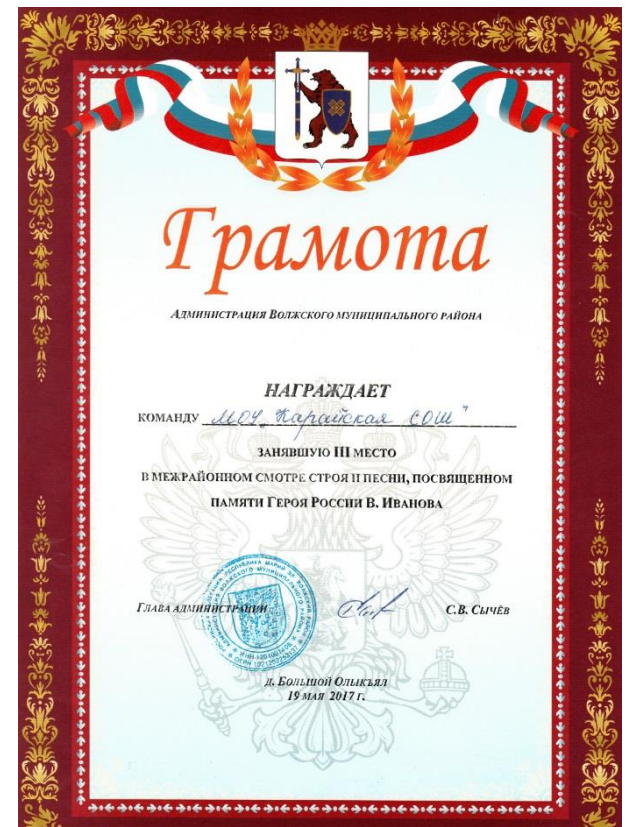 Грамота
Администрация Волжского муниципального района
НАГРАЖДАЕТ
команду МОУ „Карайская СОШ"
занявшую III место
в межрайонном смотре строя и песни, посвященном
памяти Героя России В. Иванова
Глава администрации С.В. Сычёв
д. Большой Олыкъял
19 мая 2017 г.